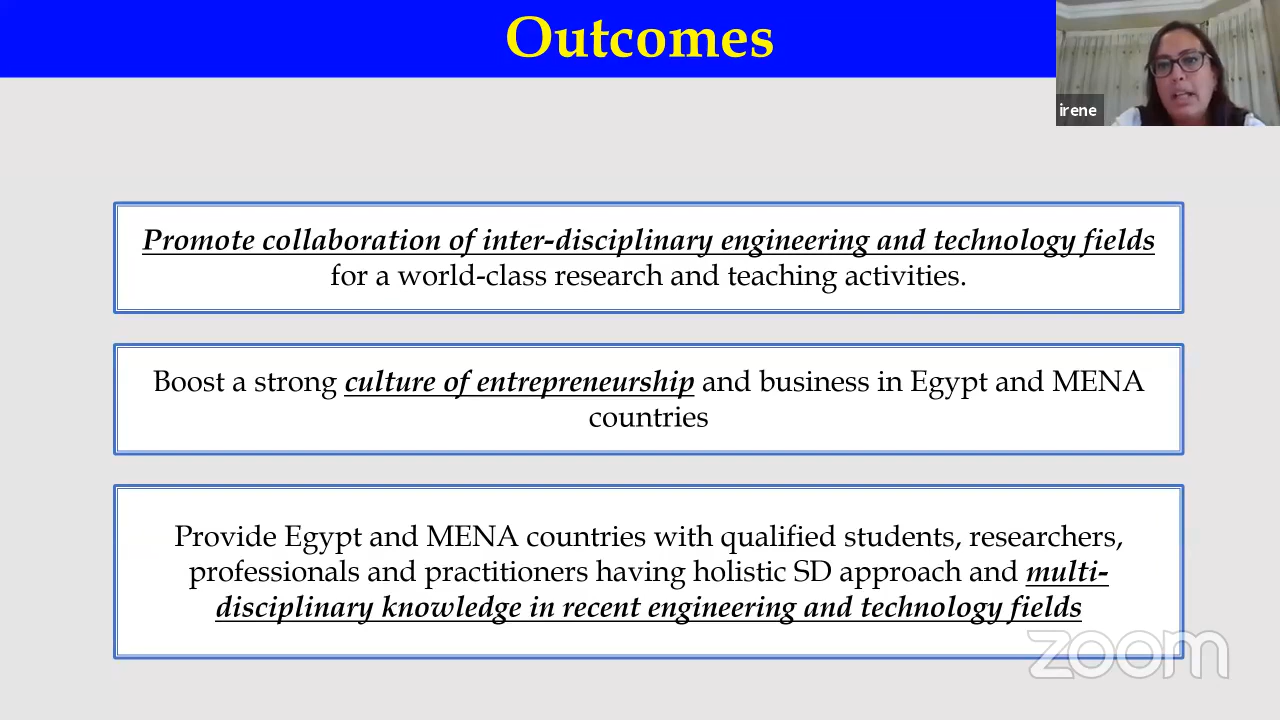 Outcomes
irene
Promote collaboration of inter-disciplinary engineering and technology fields
for a world-class research and teaching activities.
Boost a strong culture of entrepreneurship and business in Egypt and MENA
countries
Provide Egypt and MENA countries with qualified students, researchers,
professionals and practitioners having holistic SD approach and multi-
disciplinary knowledge in recent engineering and technology fields
zoom